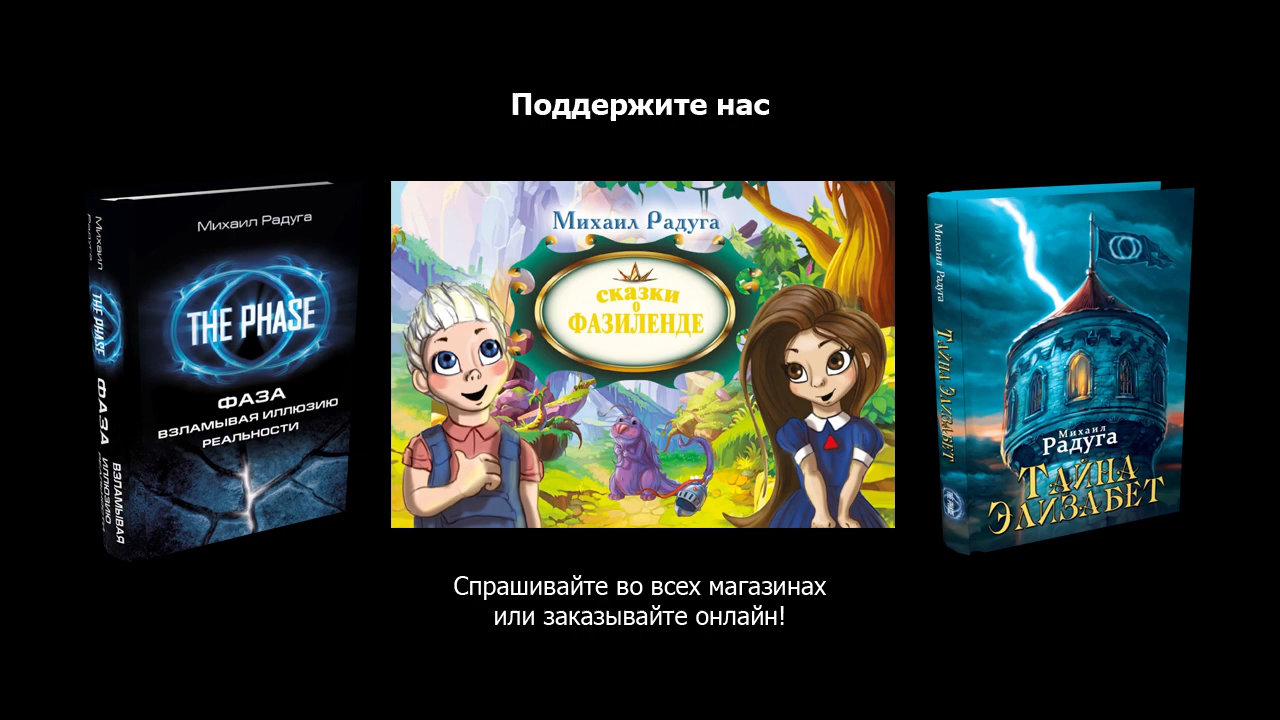 Поддержите нас
Михаил Радуга
THE PHASE
ФАЗА
ВЗЛАМЫВАЯ ИЛЛЮЗИЮ
РЕАЛЬНОСТИ
Михаил
Радуга
THE PHASE
ФАЗА
ВЗЛАМЫВАЯ
ИЛЛЮЗИЮ
Михаил Радуга
сказки
о
ФАЗИЛЕНДЕ
Михаил Радуга
ТАЙНА ЭЛИЗАБЕТ
Михаил
Радуга
ТАЙНА
ЭЛИЗАБЕТ
Спрашивайте во всех магазинах
или заказывайте онлайн!